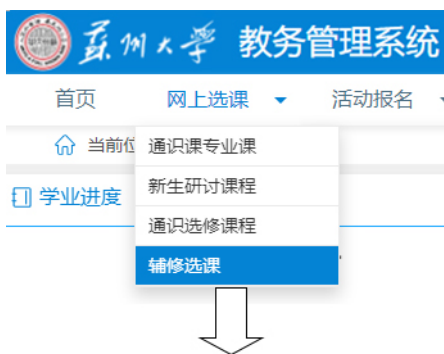 苏州大学 教务管理系统
首页 网上选课 活动报名
当前位
通识课专业课
新生研讨课程
学业进度
通识选修课程
辅修选课